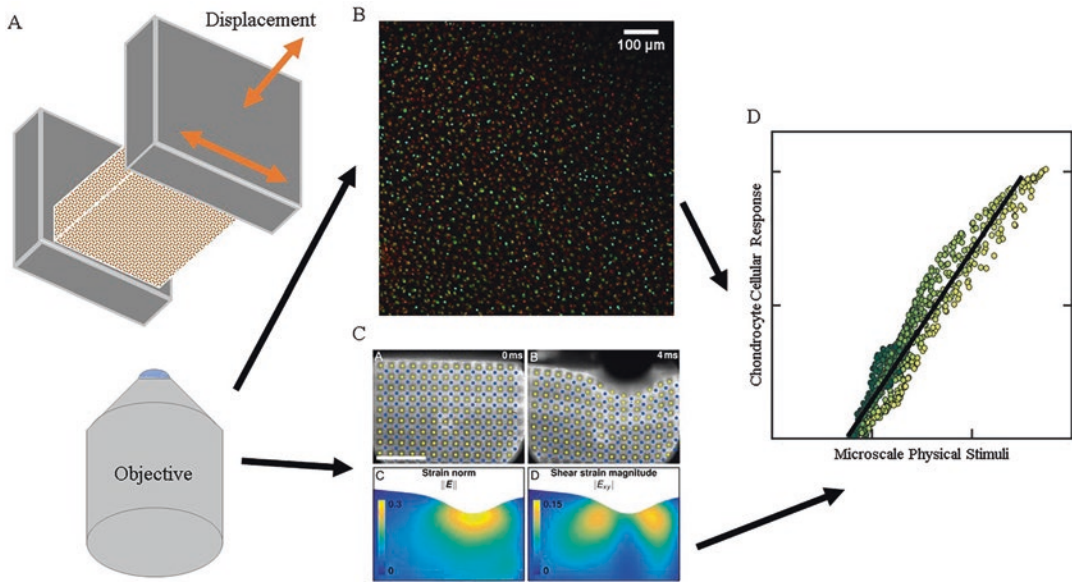 A
Displacement
Objective
B
100 µm
C
A
0 ms
B
4 ms
C
Strain norm
||E||
0.3
0
D
Shear strain magnitude
|Exy|
0.15
0
D
Chondrocyte Cellular Response
Microscale Physical Stimuli